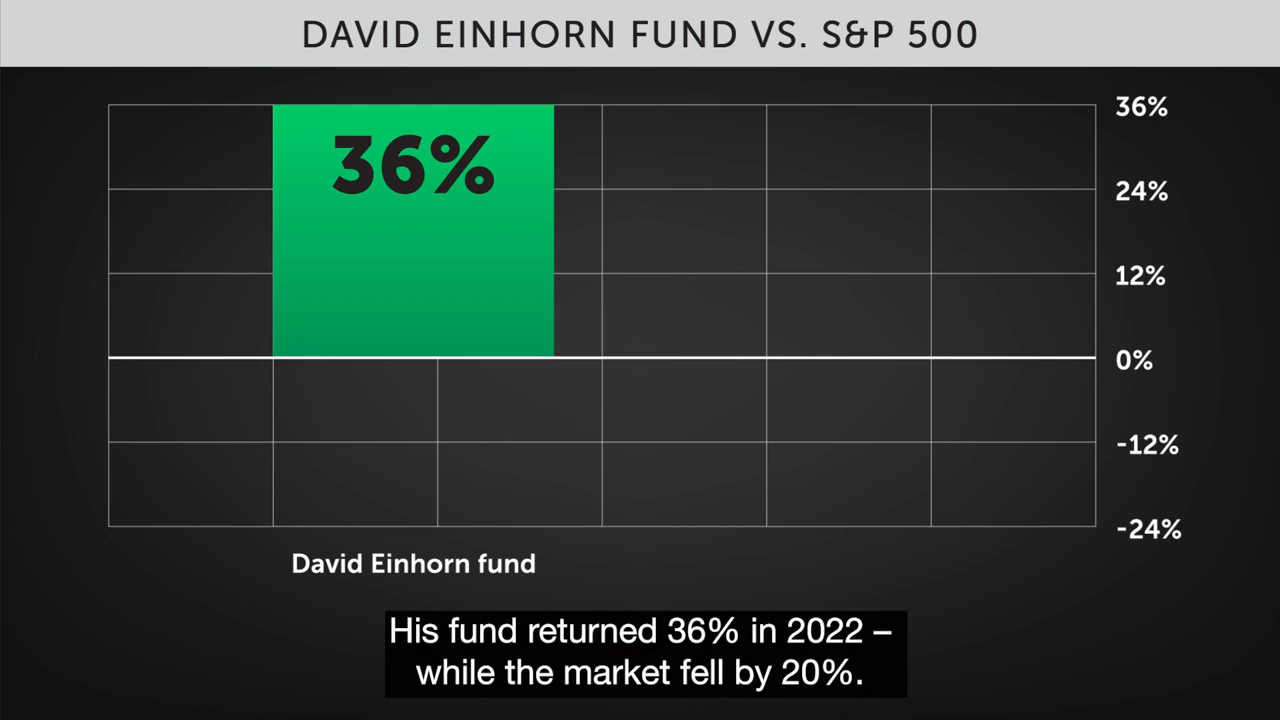 DAVID EINHORN FUND VS. S&P 500
36%
36%
24%
12%
0%
-12%
-24%
David Einhorn fund
His fund returned 36% in 2022 –
while the market fell by 20%.